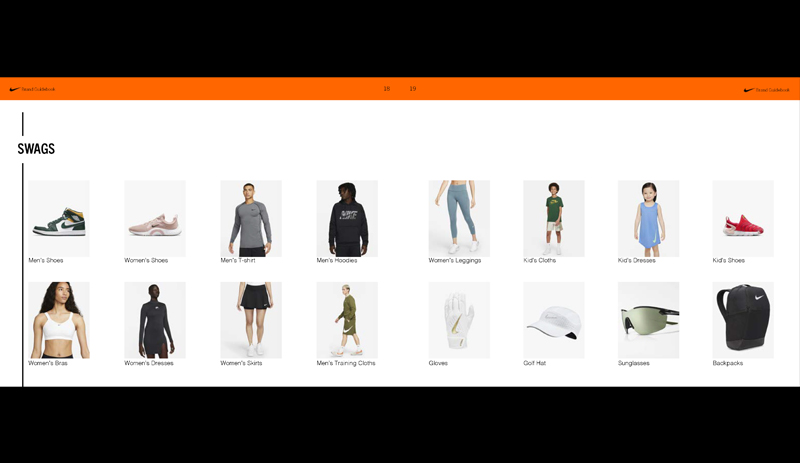 Brand Guidebook
18
19
Brand Guidebook
SWAGS
Men's Shoes
Women's Shoes
Men's T-shirt
Men's Hoodies
Women's Leggings
Kid's Cloths
Kid's Dresses
Kid's Shoes
Women's Bras
Women's Dresses
Women's Skirts
Men's Training Cloths
Gloves
Golf Hat
Sunglasses
Backpacks